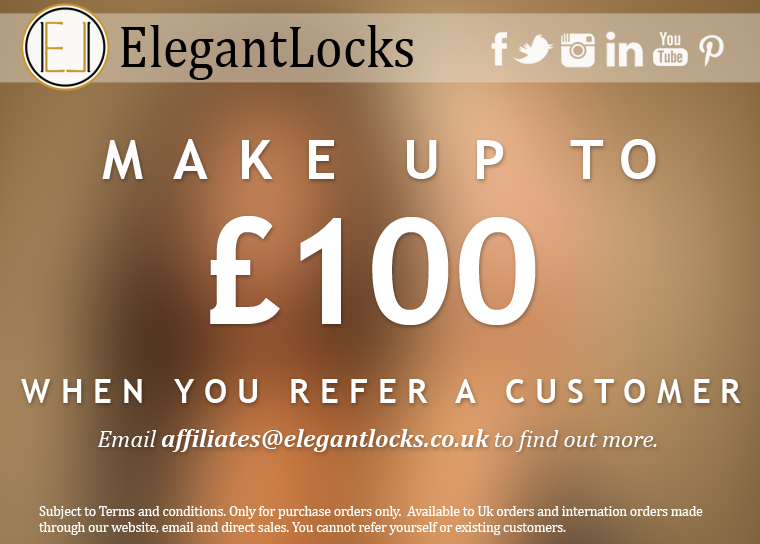 ElegantLocks
You
Tube
MAKE UP TO
£100
WHEN YOU REFER A CUSTOMER
Email affiliates@elegantlocks.co.uk to find out more.
Subject to Terms and conditions. Only for purchase orders only.  Available to Uk orders and internation orders made
through our website, email and direct sales. You cannot refer yourself or existing customers.